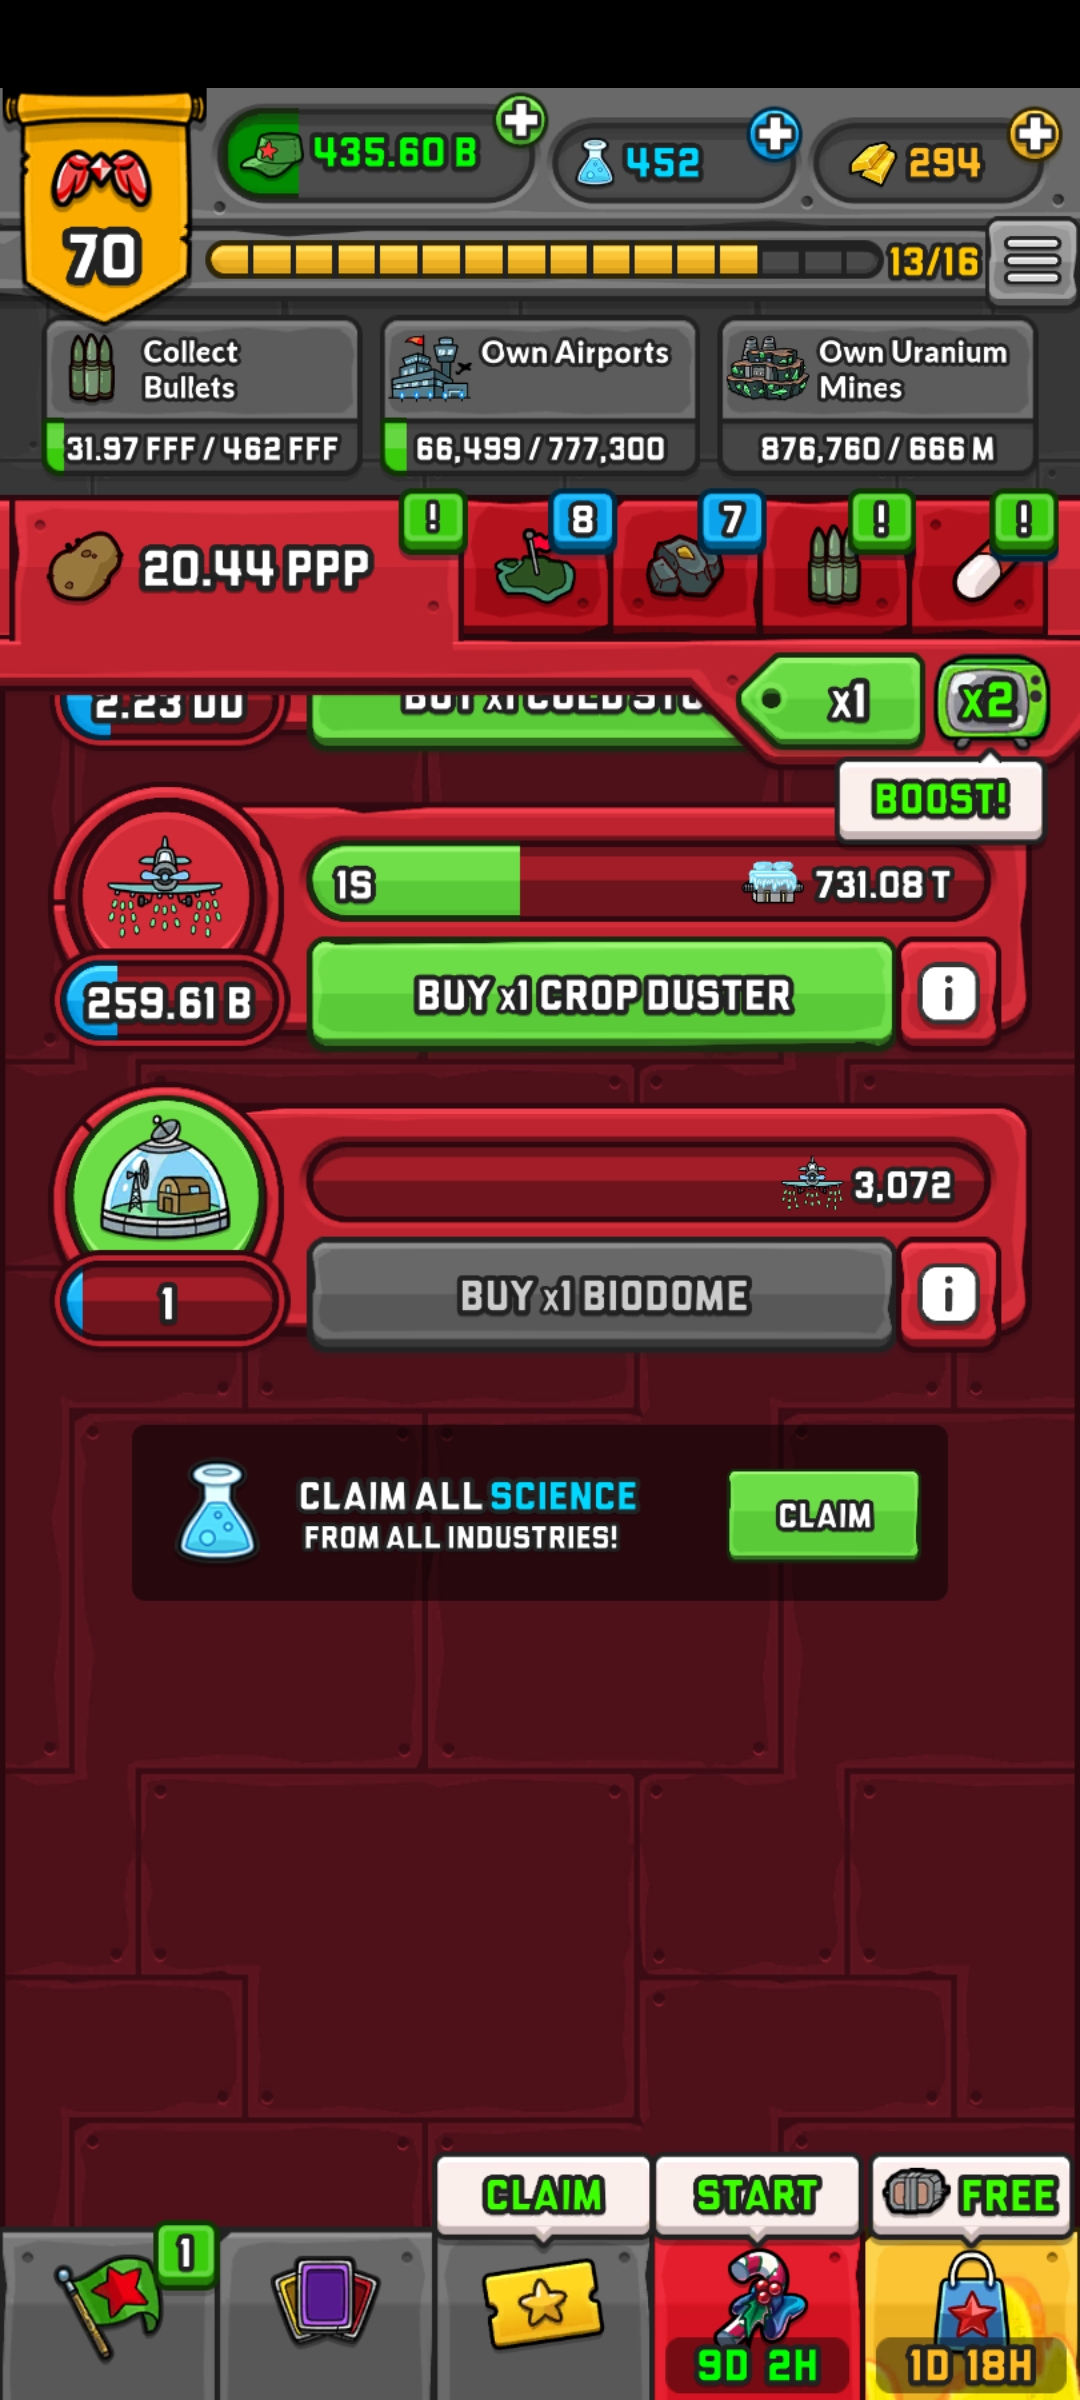 435.60 B
452
294
70
13/16
Collect
Bullets
Own Airports
Own Uranium
Mines
31.97 FFF / 462 FFF
66,499 / 777,300
876,760 / 666 M
!
8
7
!
!
20.44 PPP
x1
x2
BOOST!
1S
731.08 T
259.61 B
BUY x1 CROP DUSTER
i
3,072
1
BUY x1 BIODOME
i
CLAIM ALL SCIENCE
FROM ALL INDUSTRIES!
CLAIM
CLAIM
START
FREE
1
9D 2H
1D 18H